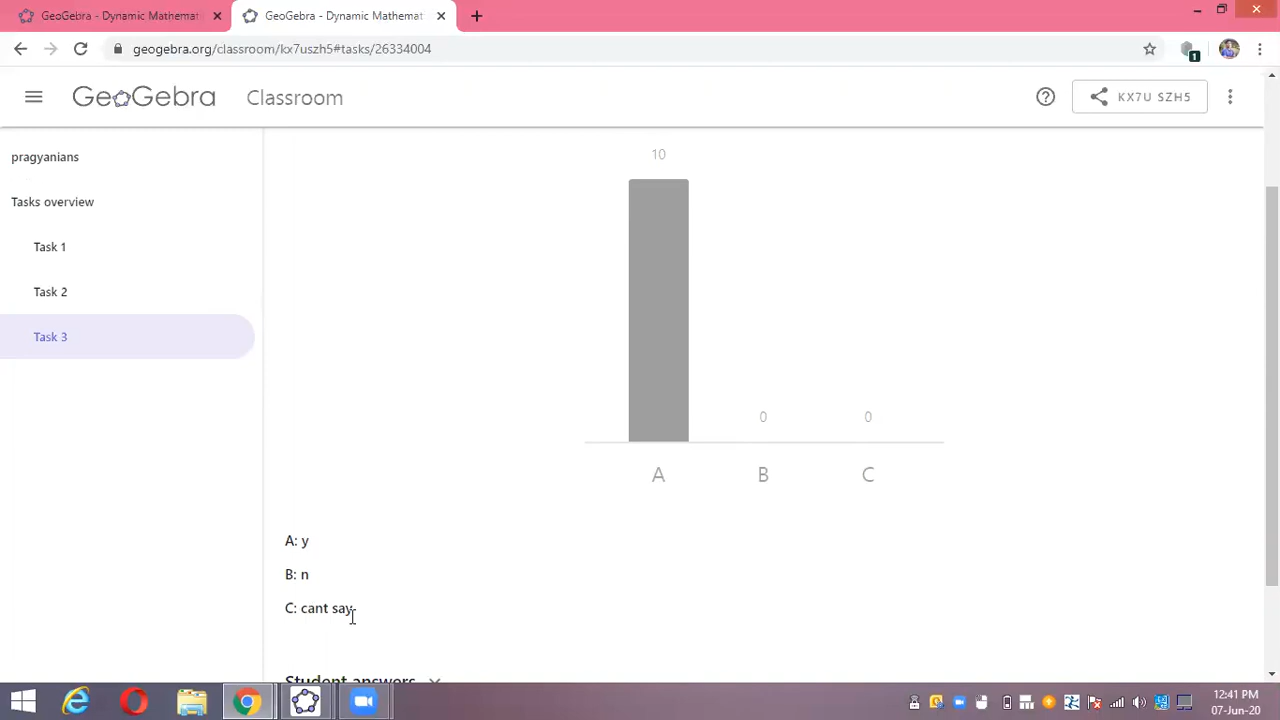 GeoGebra - Dynamic Mathemat
GeoGebra - Dynamic Mathemat
geogebra.org/classroom/kx7uszh5#tasks/26334004
1
GeoGebra Classroom
KX7U SZH5
pragyanians
Tasks overview
Task 1
Task 2
Task 3
10
0
0
A B C
A: y
B: n
C: cant say
Student answers
12:41 PM
07-Jun-20